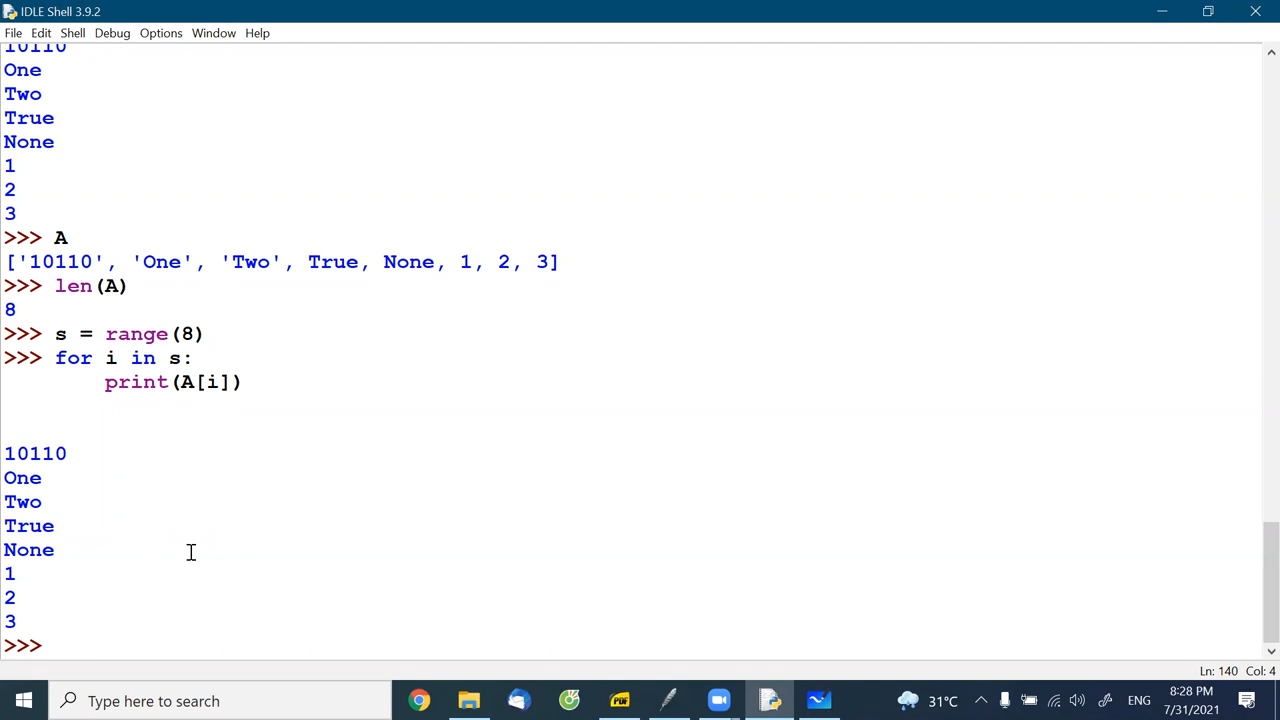 IDLE Shell 3.9.2
File Edit Shell Debug Options Window Help
10110
One
Two
True
None
1
2
3
>>> A
['10110', 'One', 'Two', True, None, 1, 2, 3]
>>> len(A)
8
>>> s = range(8)
>>> for i in s:
        print(A[i])
10110
One
Two
True
None
1
2
3
>>>
Ln: 140 Col: 4
Type here to search
PDF
31°C
ENG
8:28 PM
7/31/2021